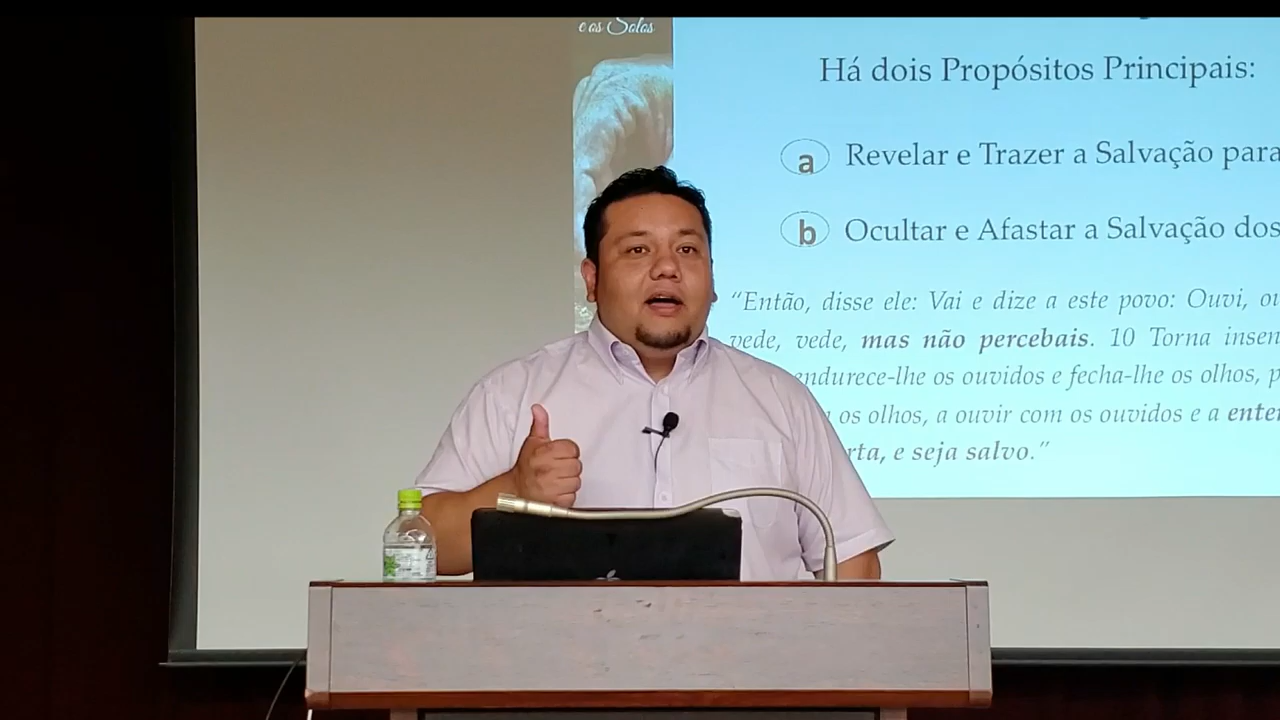 e os Solos
Há dois Propósitos Principais:
a Revelar e Trazer a Salvação para
b Ocultar e Afastar a Salvação dos
“Então, disse ele: Vai e dize a este povo: Ouvi,
vede, vede, mas não percebais. 10 Torna
endurece-lhe os ouvidos e fecha-lhe os olhos,
os olhos, a ouvir com os ouvidos e a
e seja salvo.”